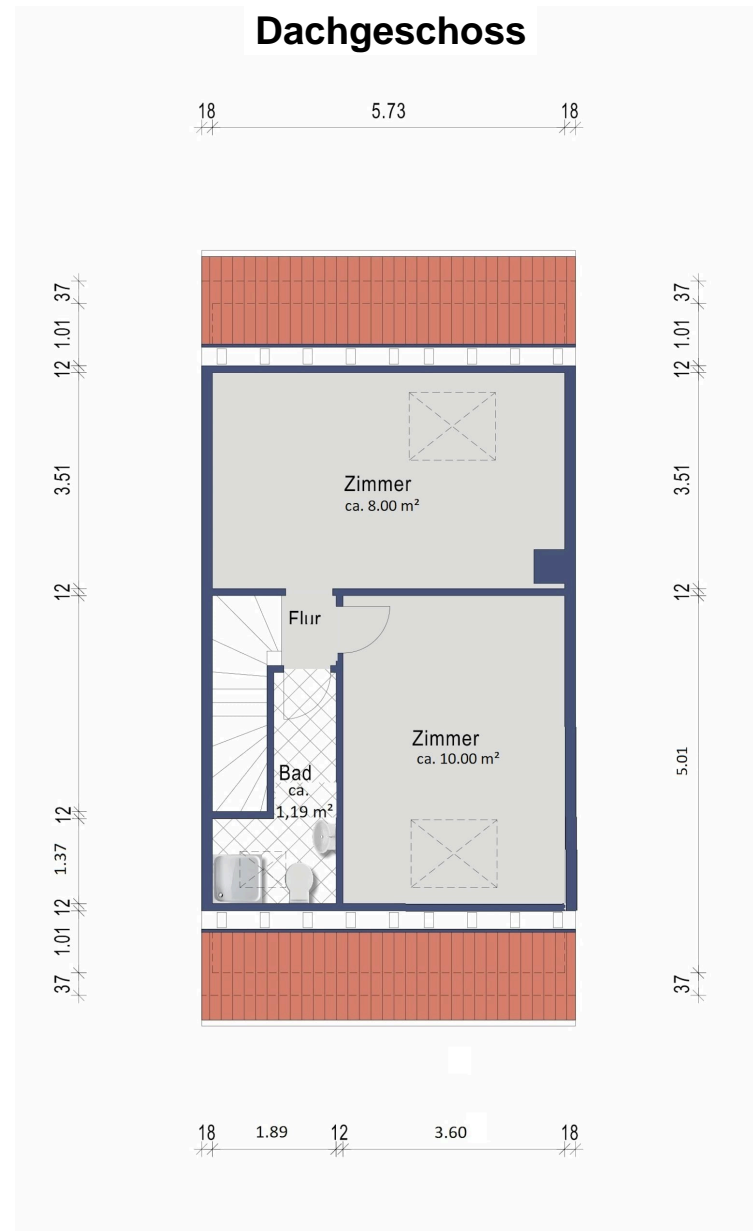 Dachgeschoss
18 5.73 18
37
1.01
12
3.51
12
12
1.37
12
1.01
37
Zimmer
ca. 8.00 m²
Flur
Zimmer
ca. 10.00 m²
Bad
ca.
1,19 m²
37
1.01
12
3.51
12
5.01
37
18 1.89 12 3.60 18